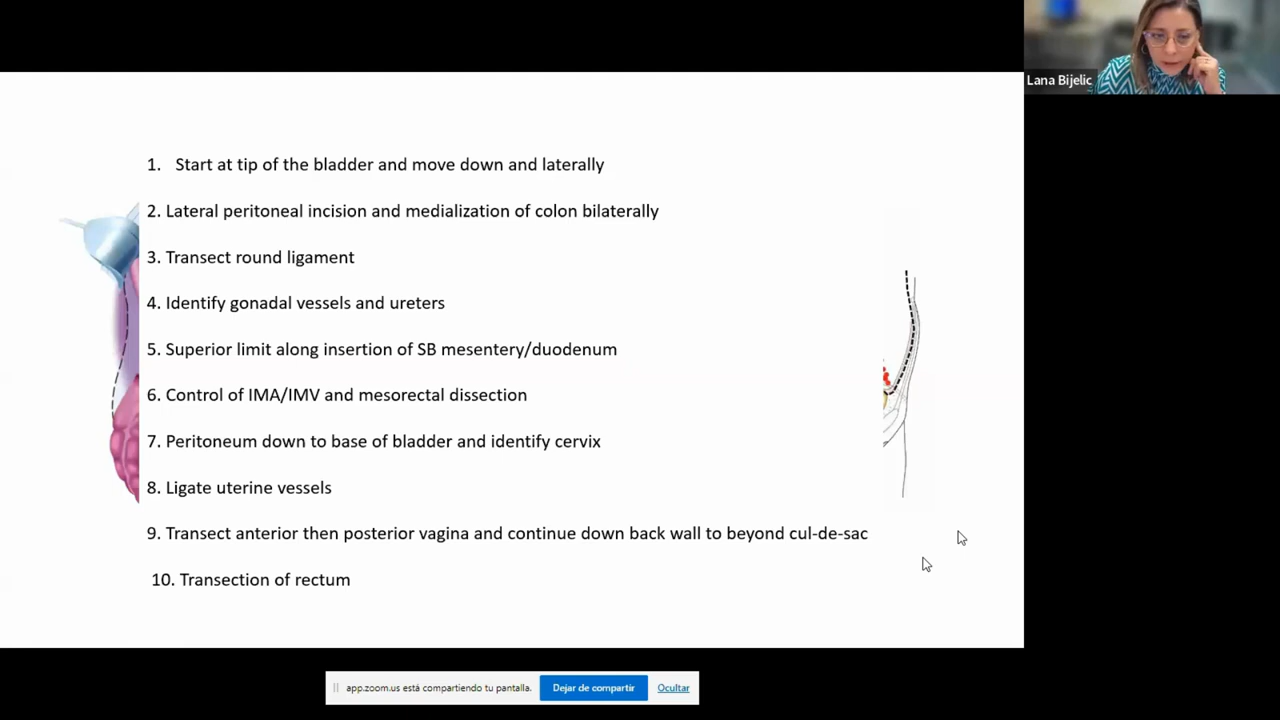 Lana Bijelic
1. Start at tip of the bladder and move down and laterally
2. Lateral peritoneal incision and medialization of colon bilaterally
3. Transect round ligament
4. Identify gonadal vessels and ureters
5. Superior limit along insertion of SB mesentery/duodenum
6. Control of IMA/IMV and mesorectal dissection
7. Peritoneum down to base of bladder and identify cervix
8. Ligate uterine vessels
9. Transect anterior then posterior vagina and continue down back wall to beyond cul-de-sac
10. Transection of rectum
app.zoom.us está compartiendo tu pantalla. Dejar de compartir Ocultar